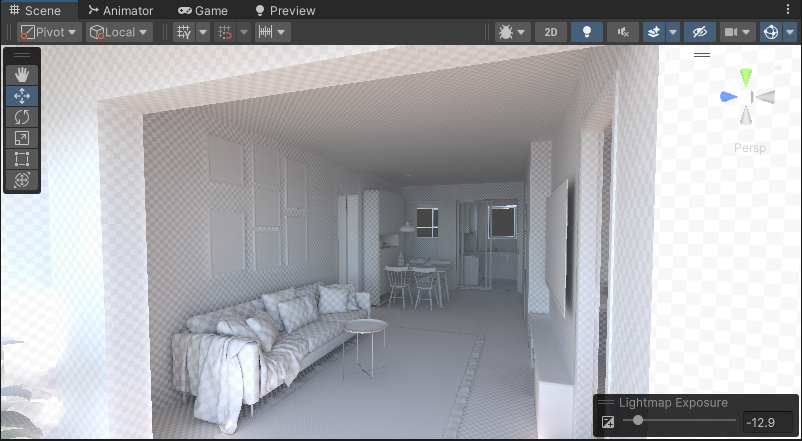 Scene Animator Game Preview
Pivot Local 2D
Persp
Lightmap Exposure
-12.9